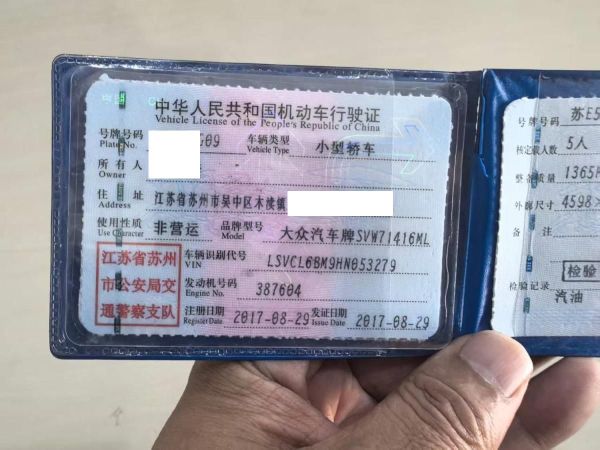 中华人民共和国机动车行驶证
Vehicle License of the People's Republic of China
号牌号码 609 车辆类型 小型轿车
Plate No. Vehicle Type
所有人
Owner
住址 江苏省苏州市吴中区木渎镇
Address
使用性质 非营运 品牌型号 大众汽车牌SVW71416ML
Use Character Model
江苏省苏州
市公安局交
通警察支队
车辆识别代号 LSVCL6BM9HN053279
VIN
发动机号码 387604
Engine No.
注册日期 2017-08-29 发证日期 2017-08-29
Register Date Issue Date
号牌号码 苏E5
核定载人数 5人
整备质量 1365
外廓尺寸 4598×
备注
检验
检验记录
汽油